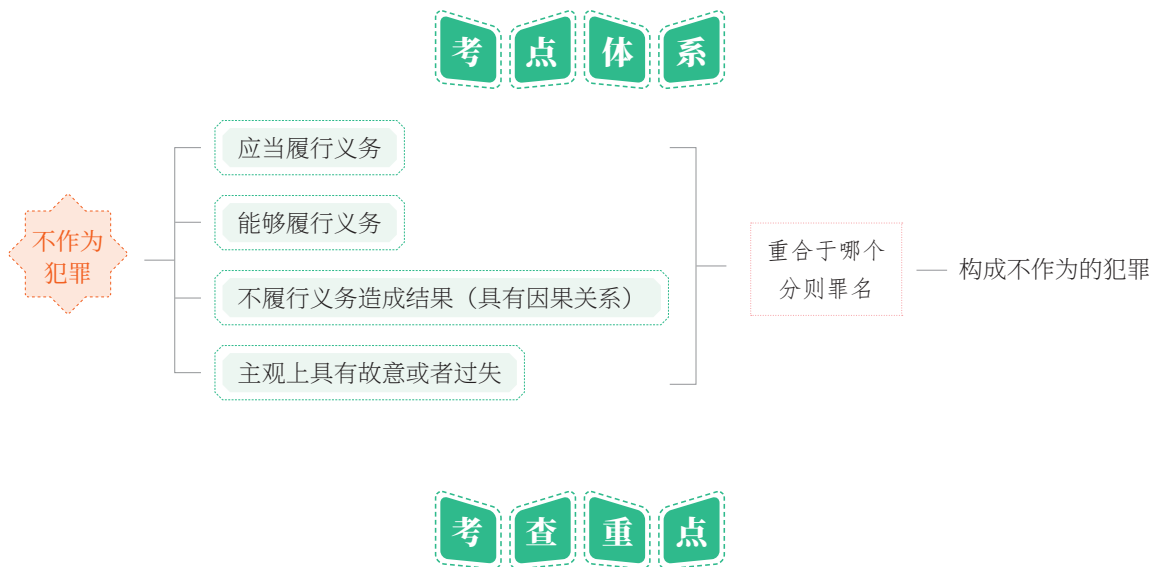 考点体系
应当履行义务
能够履行义务
不作为
犯罪
不履行义务造成结果（具有因果关系）
主观上具有故意或者过失
重合于哪个
分则罪名
构成不作为的犯罪
考查重点